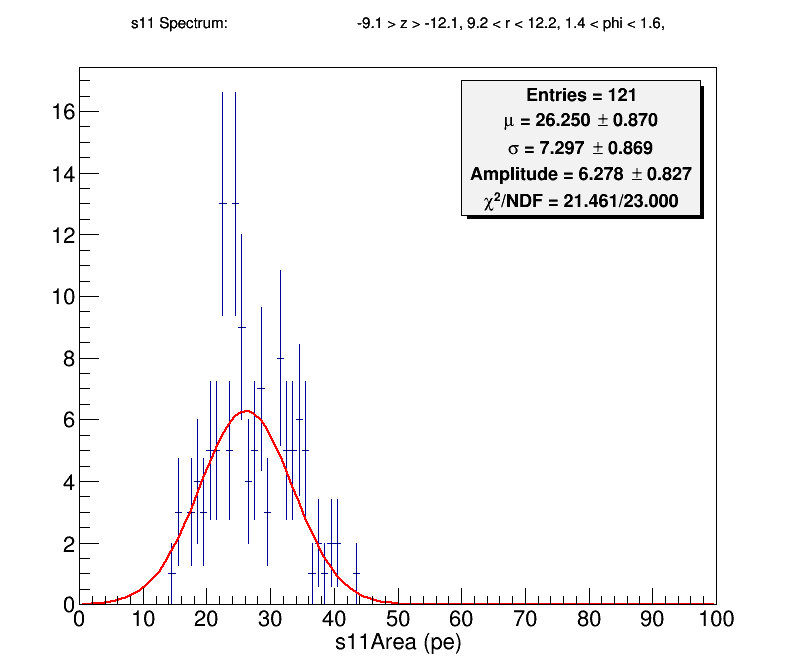 s11 Spectrum: -9.1 > z > -12.1, 9.2 < r < 12.2, 1.4 < phi < 1.6,
Entries = 121
μ = 26.250 ± 0.870
σ = 7.297 ± 0.869
Amplitude = 6.278 ± 0.827
χ²/NDF = 21.461/23.000
16
14
12
10
8
6
4
2
0
0 10 20 30 40 50 60 70 80 90 100
s11Area (pe)